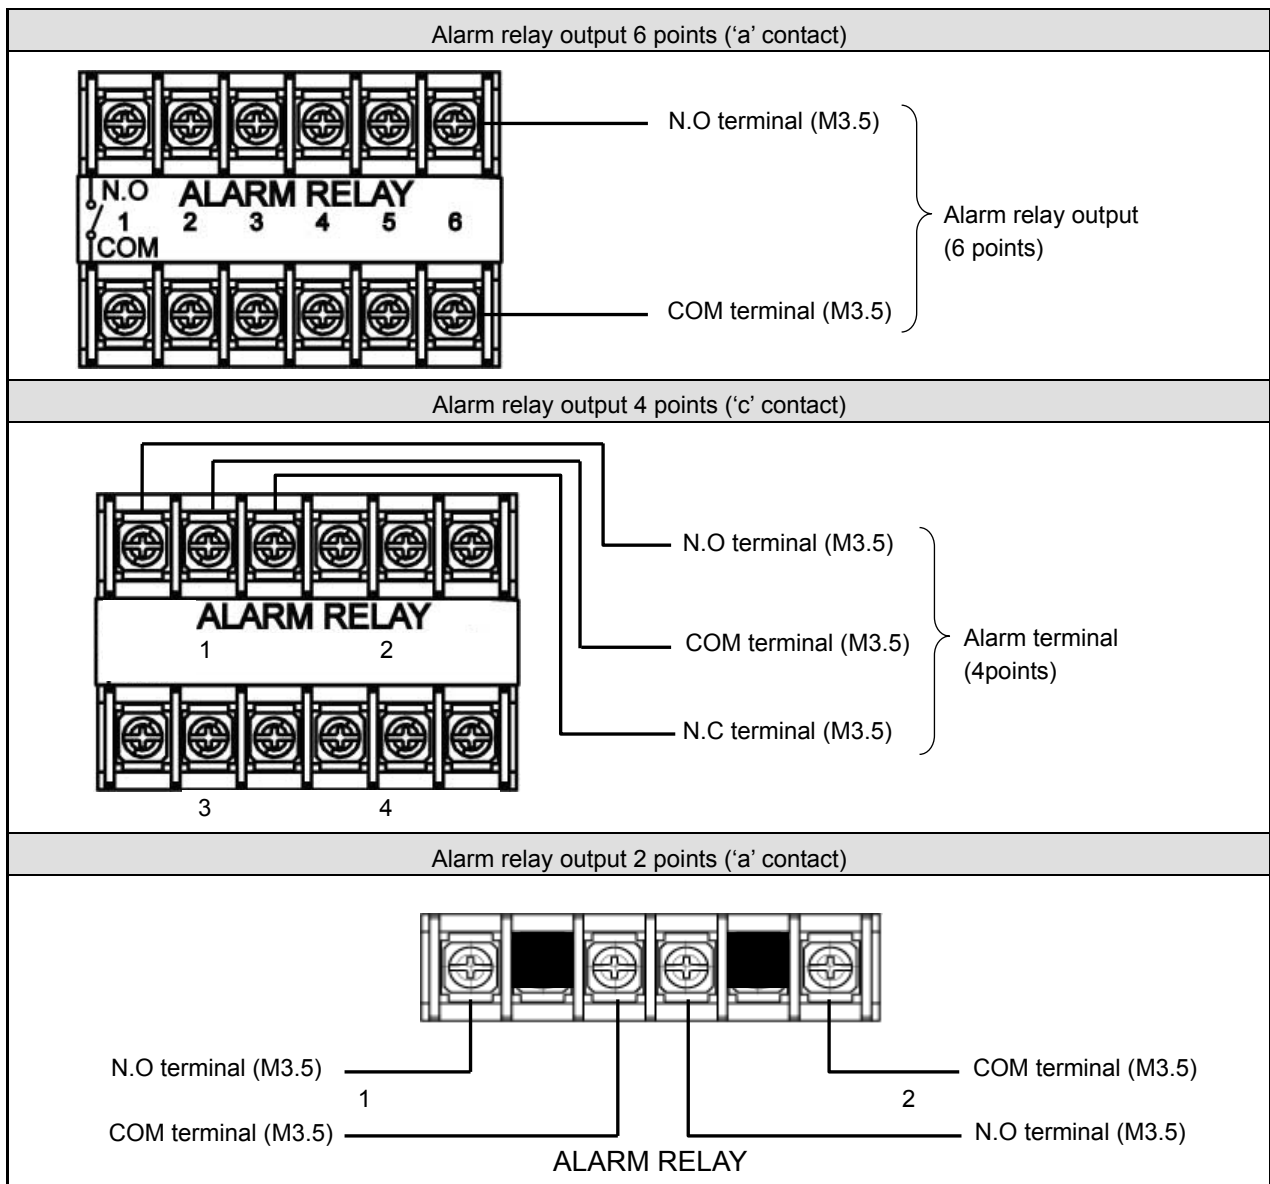 Alarm relay output 6 points (‘a’ contact)
N.O terminal (M3.5)
N.O ALARM RELAY
1 2 3 4 5 6
COM
Alarm relay output
(6 points)
COM terminal (M3.5)
Alarm relay output 4 points (‘c’ contact)
N.O terminal (M3.5)
ALARM RELAY
1 2
COM terminal (M3.5)
Alarm terminal
(4points)
N.C terminal (M3.5)
3 4
Alarm relay output 2 points (‘a’ contact)
N.O terminal (M3.5)
COM terminal (M3.5)
1 2
COM terminal (M3.5)
N.O terminal (M3.5)
ALARM RELAY